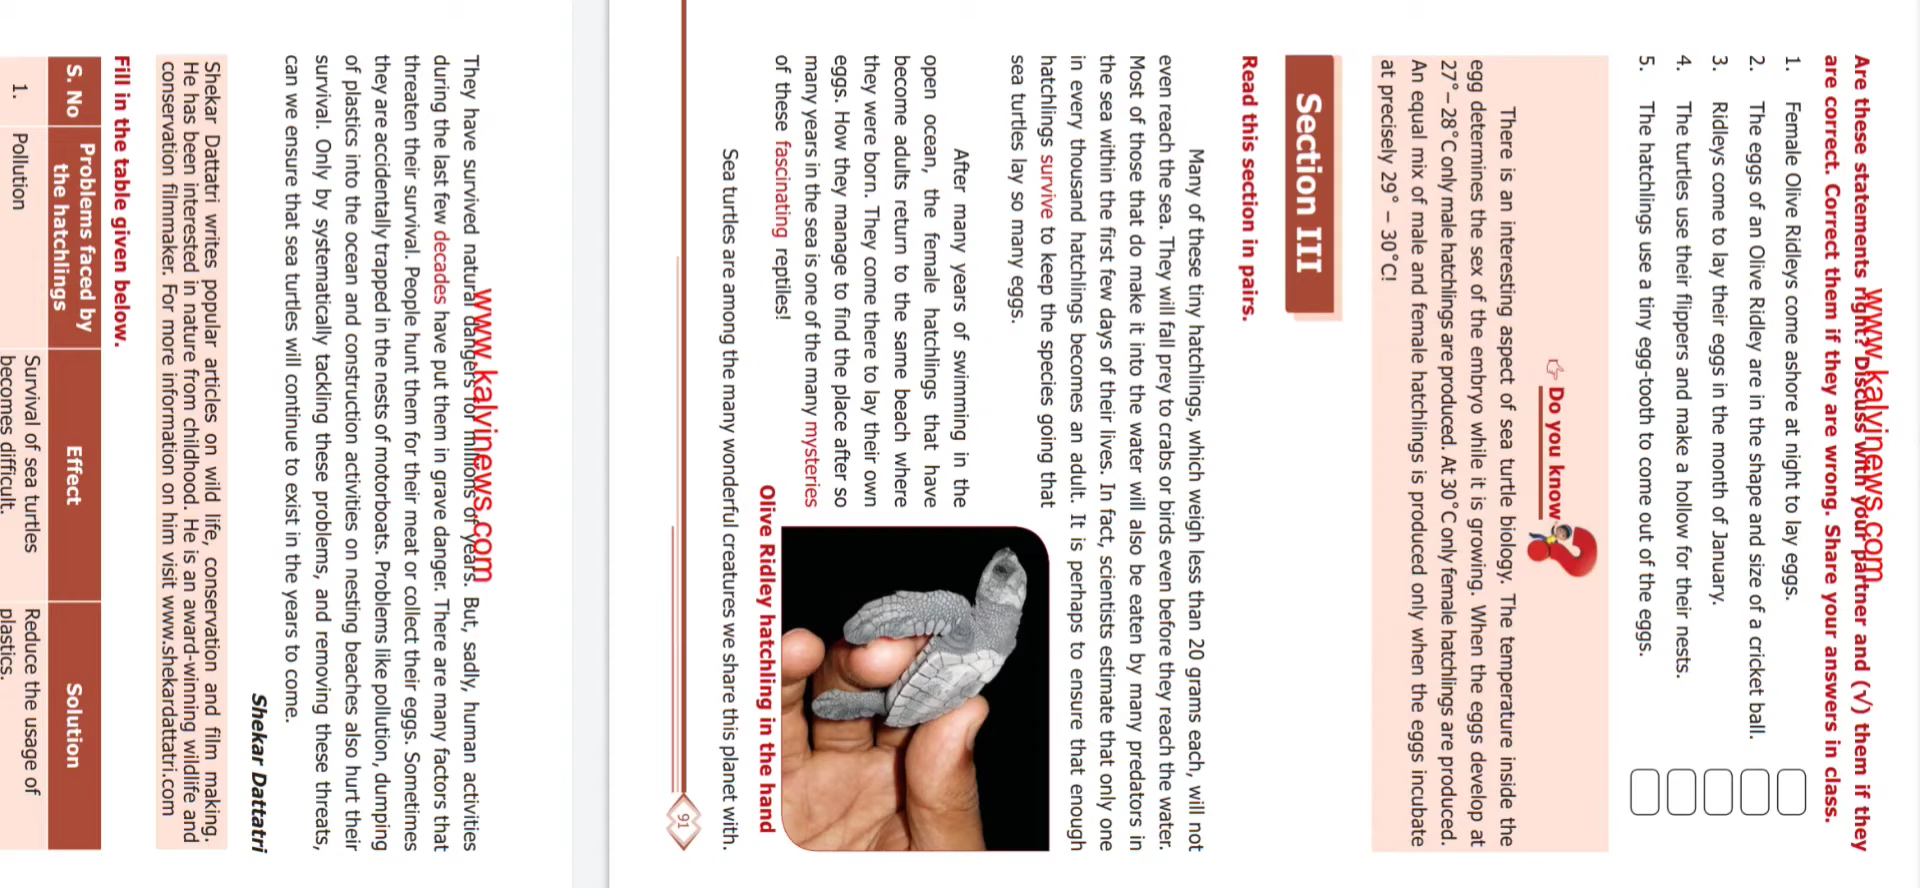 Are these statements right? Discuss with your partner and (√) them if they
are correct. Correct them if they are wrong. Share your answers in class.
www.kalvinews.com
1. Female Olive Ridleys come ashore at night to lay eggs.
2. The eggs of an Olive Ridley are in the shape and size of a cricket ball.
3. Ridleys come to lay their eggs in the month of January.
4. The turtles use their flippers and make a hollow for their nests.
5. The hatchlings use a tiny egg-tooth to come out of the eggs.
Do you know
There is an interesting aspect of sea turtle biology. The temperature inside the
egg determines the sex of the embryo while it is growing. When the eggs develop at
27°– 28°C only male hatchlings are produced. At 30°C only female hatchlings are produced.
An equal mix of male and female hatchlings is produced only when the eggs incubate
at precisely 29° – 30°C!
Section III
Read this section in pairs.
Many of these tiny hatchlings, which weigh less than 20 grams each, will not
even reach the sea. They will fall prey to crabs or birds even before they reach the water.
Most of those that do make it into the water will also be eaten by many predators in
the sea within the first few days of their lives. In fact, scientists estimate that only one
in every thousand hatchlings becomes an adult. It is perhaps to ensure that enough
hatchlings survive to keep the species going that
sea turtles lay so many eggs.
After many years of swimming in the
open ocean, the female hatchlings that have
become adults return to the same beach where
they were born. They come there to lay their own
eggs. How they manage to find the place after so
many years in the sea is one of the many mysteries
of these fascinating reptiles!
Olive Ridley hatchling in the hand
Sea turtles are among the many wonderful creatures we share this planet with.
91
www.kalvinews.com
They have survived natural dangers for millions of years. But, sadly, human activities
during the last few decades have put them in grave danger. There are many factors that
threaten their survival. People hunt them for their meat or collect their eggs. Sometimes
they are accidentally trapped in the nests of motorboats. Problems like pollution, dumping
of plastics into the ocean and construction activities on nesting beaches also hurt their
survival. Only by systematically tackling these problems, and removing these threats,
can we ensure that sea turtles will continue to exist in the years to come.
Shekar Dattatri
Shekar Dattatri writes popular articles on wild life, conservation and film making.
He has been interested in nature from childhood. He is an award-winning wildlife and
conservation filmmaker. For more information on him visit www.shekardattatri.com
Fill in the table given below.
S. No
Problems faced by
the hatchlings
Effect
Solution
1.
Pollution
Survival of sea turtles
becomes difficult.
Reduce the usage of
plastics.